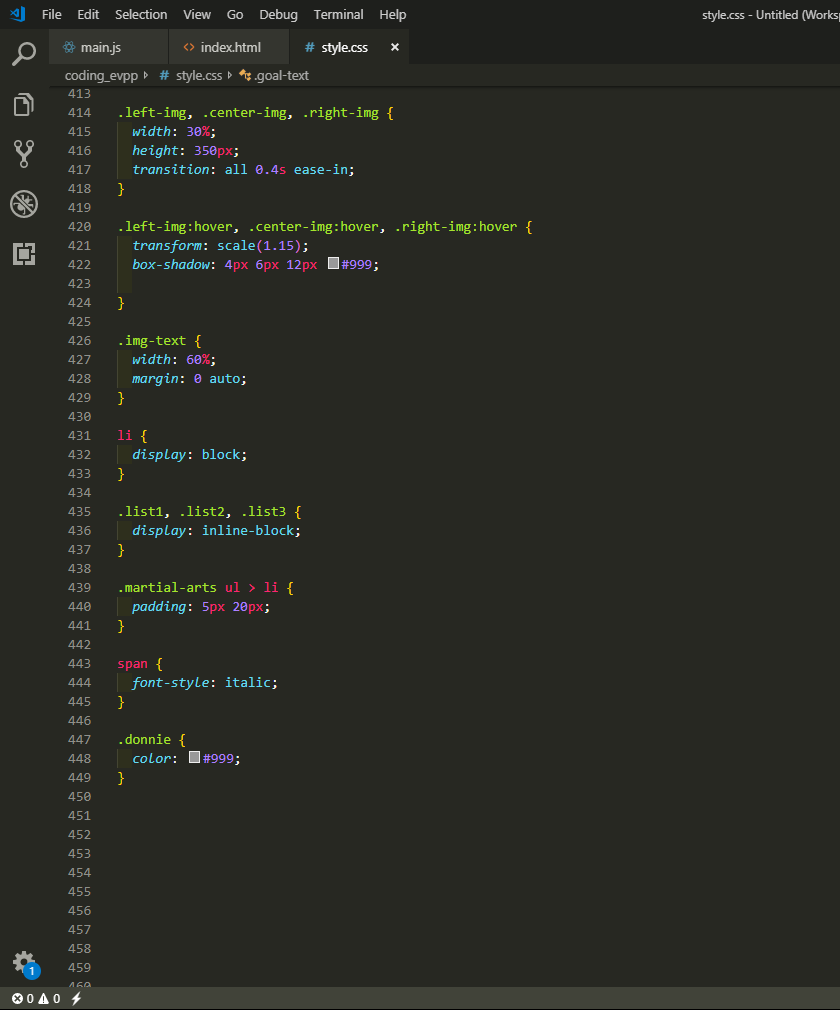 File Edit Selection View Go Debug Terminal Help style.css - Untitled (Worksp
main.js <> index.html # style.css ×
coding_evpp # style.css .goal-text
413
414 .left-img, .center-img, .right-img {
415 width: 30%;
416 height: 350px;
417 transition: all 0.4s ease-in;
418 }
419
420 .left-img:hover, .center-img:hover, .right-img:hover {
421 transform: scale(1.15);
422 box-shadow: 4px 6px 12px #999;
423
424 }
425
426 .img-text {
427 width: 60%;
428 margin: 0 auto;
429 }
430
431 li {
432 display: block;
433 }
434
435 .list1, .list2, .list3 {
436 display: inline-block;
437 }
438
439 .martial-arts ul > li {
440 padding: 5px 20px;
441 }
442
443 span {
444 font-style: italic;
445 }
446
447 .donnie {
448 color: #999;
449 }
450
451
452
453
454
455
456
457
458
459
460
1
0 0